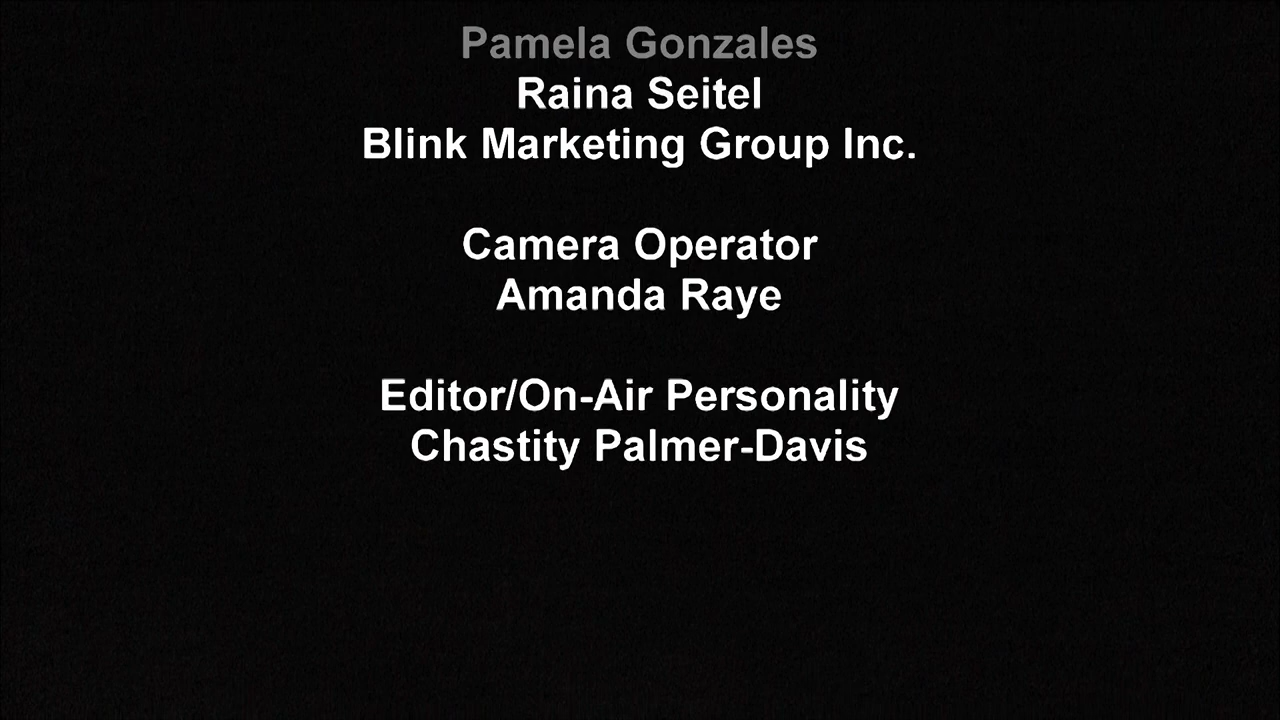 Pamela Gonzales
Raina Seitel
Blink Marketing Group Inc.
Camera Operator
Amanda Raye
Editor/On-Air Personality
Chastity Palmer-Davis